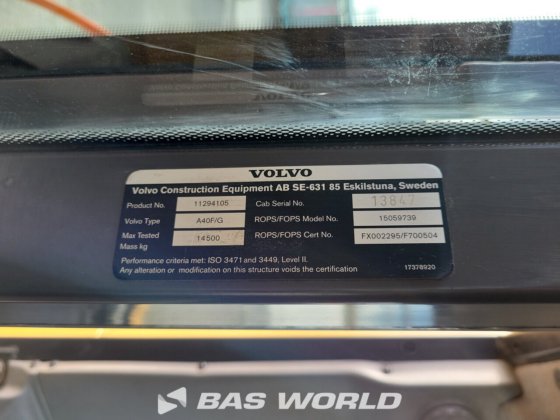 VOLVO
Volvo Construction Equipment AB SE-631 85 Eskilstuna, Sweden
Product No. 11294105 Cab Serial No. 13847
Volvo Type A40F/G ROPS/FOPS Model No. 15059739
Max Tested Mass kg 14500 ROPS/FOPS Cert No. FX002295/F700504
Performance criteria met: ISO 3471 and 3449, Level II.
Any alteration or modification on this structure voids the certification 17378920
BAS WORLD